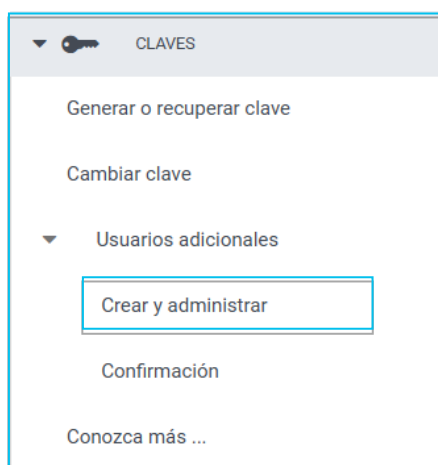 CLAVES
Generar o recuperar clave
Cambiar clave
Usuarios adicionales
Crear y administrar
Confirmación
Conozca más ...